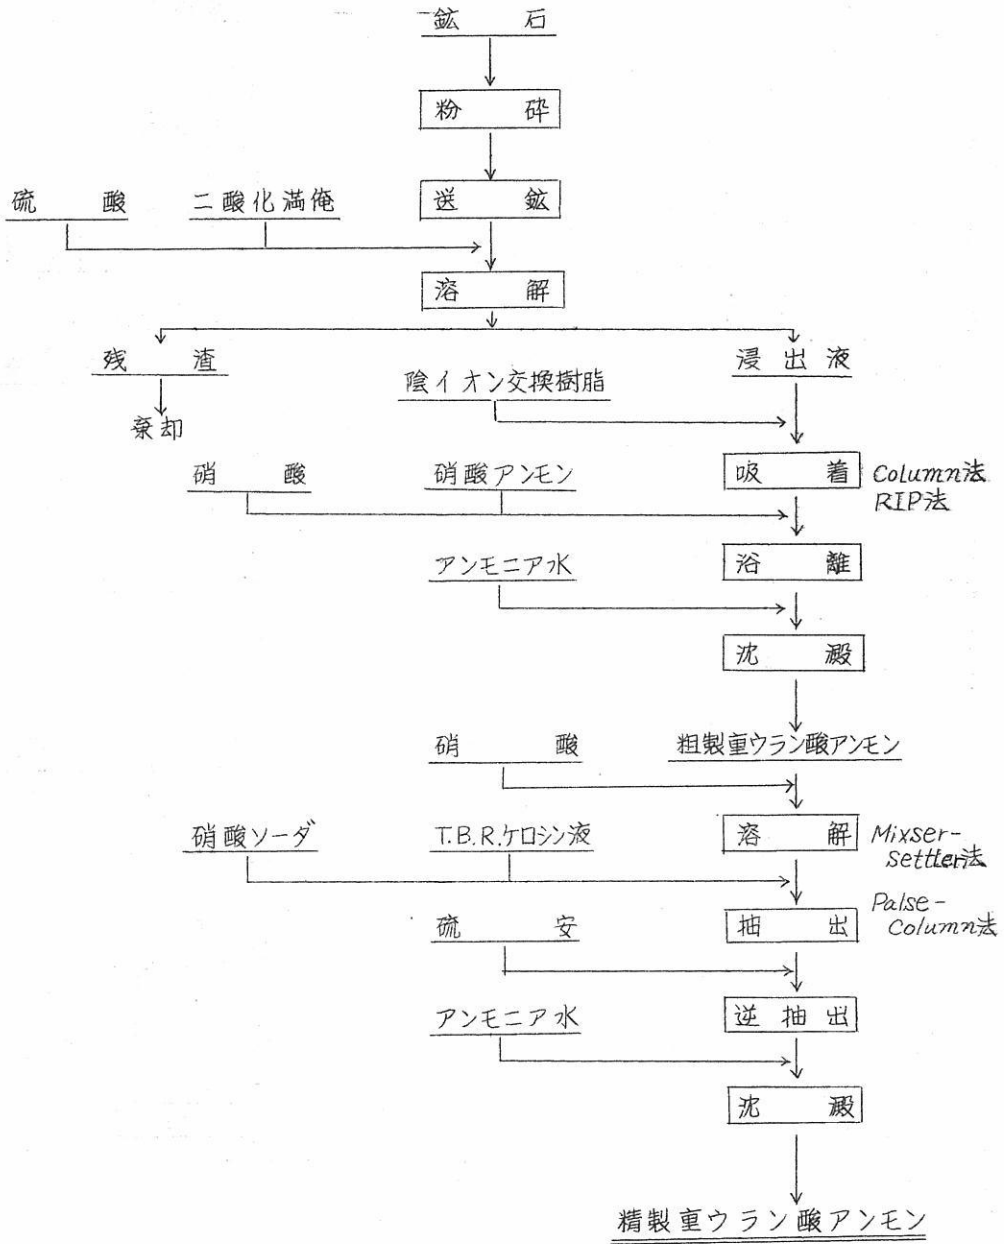 鉱石
粉砕
送鉱
硫酸 二酸化満俺
溶解
残渣 浸出液
陰イオン交換樹脂
棄却
硝酸 硝酸アンモン 吸着 Column法
RIP法
アンモニア水 浴離
沈澱
硝酸 粗製重ウラン酸アンモン
硝酸ソーダ T.B.R.ケロシン液 溶解 Mixser-
settter法
硫安 抽出 Palse-
Column法
アンモニア水 逆抽出
沈澱
精製重ウラン酸アンモン